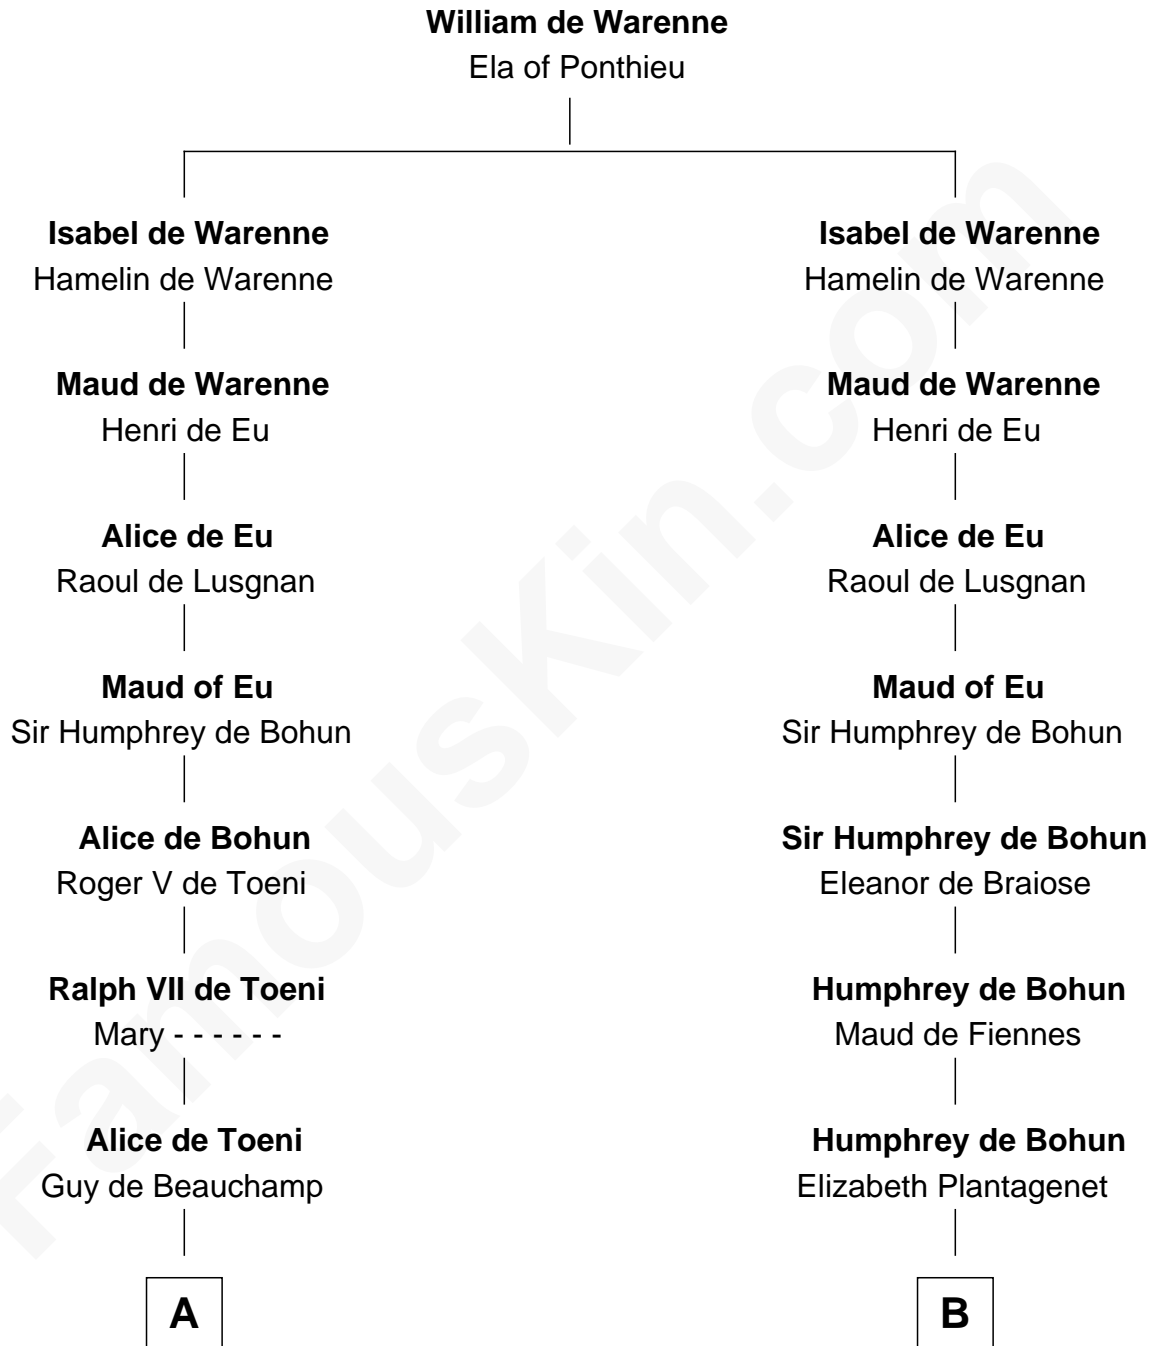 William de Warenne
Ela of Ponthieu
Isabel de Warenne
Hamelin de Warenne
Maud de Warenne
Henri de Eu
Alice de Eu
Raoul de Lusgnan
Maud of Eu
Sir Humphrey de Bohun
Alice de Bohun
Roger V de Toeni
Ralph VII de Toeni
Mary - - - - - -
Alice de Toeni
Guy de Beauchamp
A
Isabel de Warenne
Hamelin de Warenne
Maud de Warenne
Henri de Eu
Alice de Eu
Raoul de Lusgnan
Maud of Eu
Sir Humphrey de Bohun
Sir Humphrey de Bohun
Eleanor de Braiose
Humphrey de Bohun
Maud de Fiennes
Humphrey de Bohun
Elizabeth Plantagenet
B
FamousKin.com